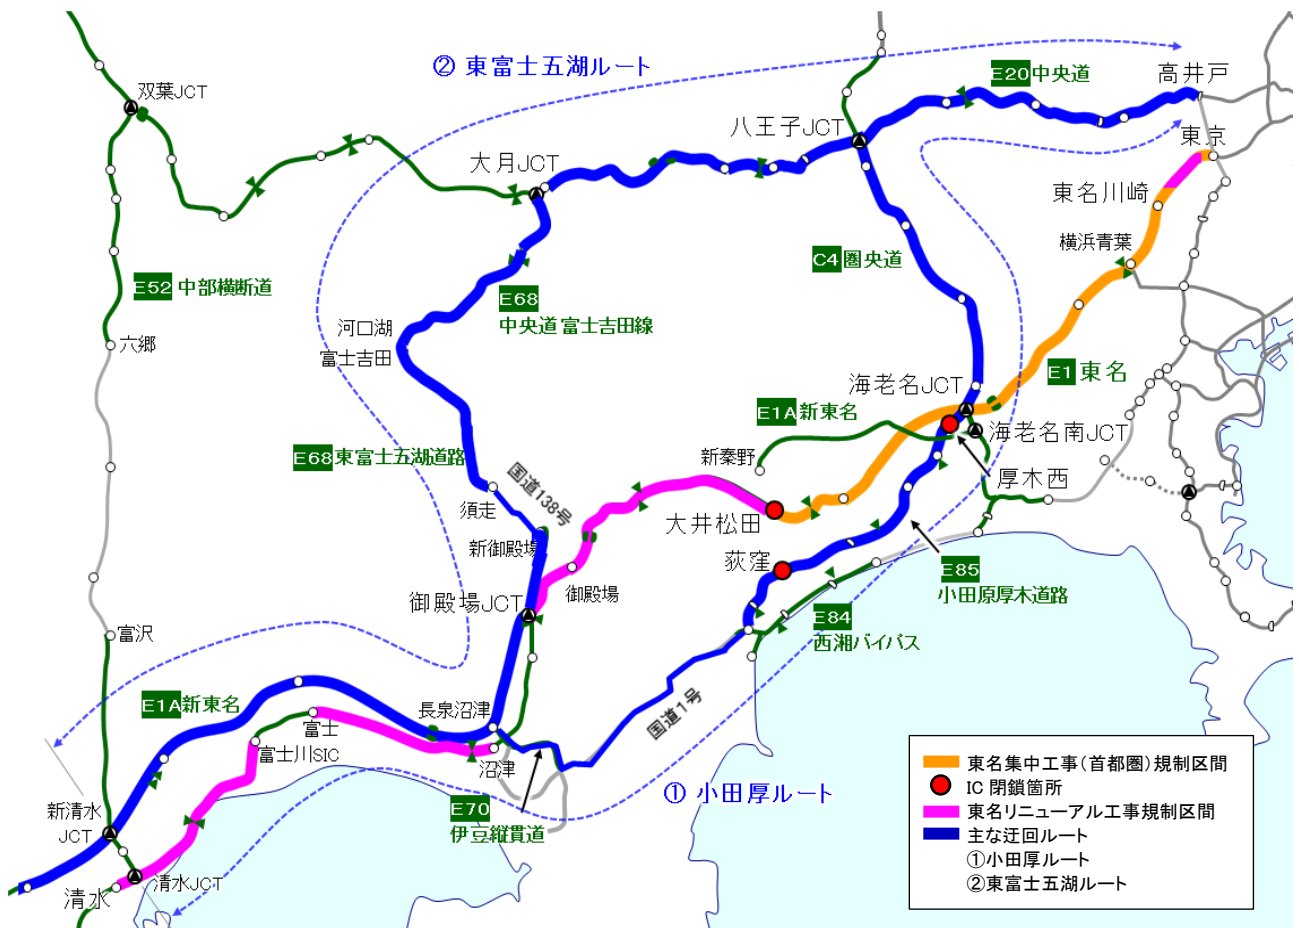 ② 東富士五湖ルート
E20 中央道
高井戸
双葉JCT
八王子JCT
東京
大月JCT
東名川崎
横浜青葉
C4 圏央道
E52 中部横断道
E68
中央道 富士吉田線
河口湖
富士吉田
六郷
海老名JCT
E1 東名
E1A 新東名
海老名南JCT
新秦野
E68 東富士五湖道路
国道138号
厚木西
須走
大井松田
新御殿場
荻窪
E85
小田原厚木道路
御殿場
御殿場JCT
E84
西湘バイパス
富沢
E1A 新東名
長泉沼津
国道1号
富士
富士川SIC
沼津
① 小田厚ルート
E70
伊豆縦貫道
新清水
JCT
清水JCT
清水
東名集中工事(首都圏)規制区間
IC 閉鎖箇所
東名リニューアル工事規制区間
主な迂回ルート
①小田厚ルート
②東富士五湖ルート